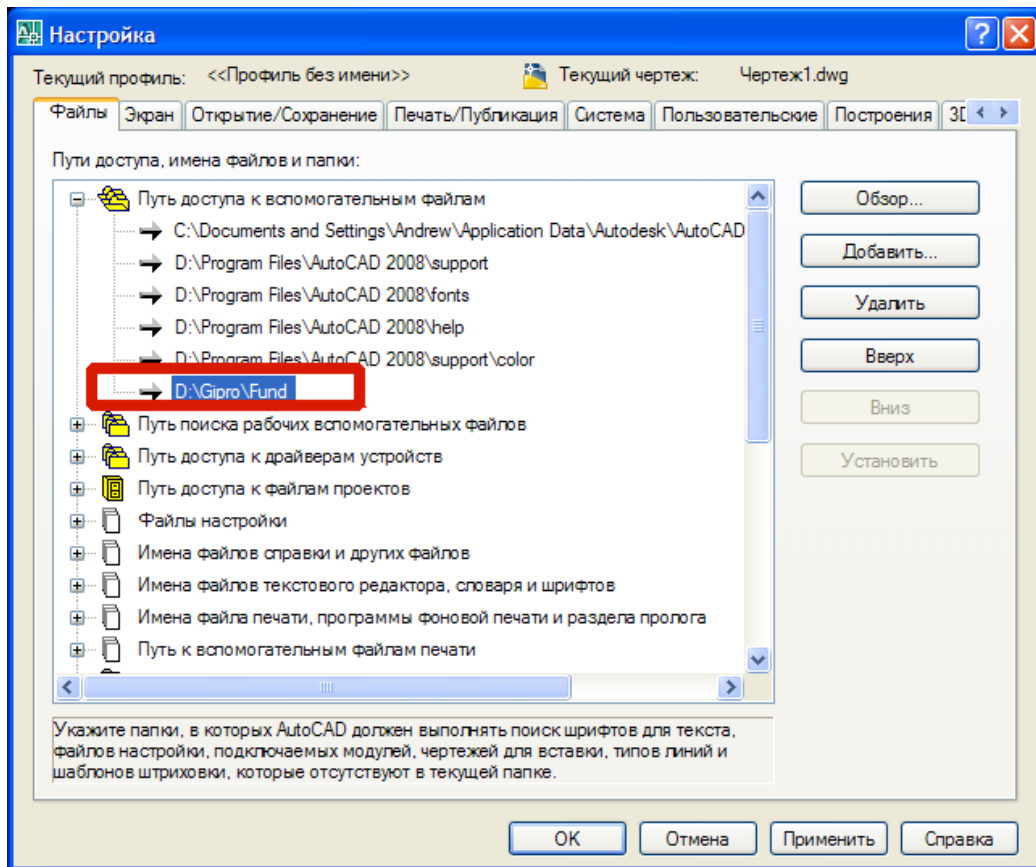 Настройка
Текущий профиль: <<Профиль без имени>> Текущий чертеж: Чертеж1.dwg
Файлы Экран Открытие/Сохранение Печать/Публикация Система Пользовательские Построения 3D
Пути доступа, имена файлов и папки:
Путь доступа к вспомогательным файлам
C:\Documents and Settings\Andrew\Application Data\Autodesk\AutoCAD
D:\Program Files\AutoCAD 2008\support
D:\Program Files\AutoCAD 2008\fonts
D:\Program Files\AutoCAD 2008\help
D:\Program Files\AutoCAD 2008\support\color
D:\Gipro\Fund
Путь поиска рабочих вспомогательных файлов
Путь доступа к драйверам устройств
Путь доступа к файлам проектов
Файлы настройки
Имена файлов справки и других файлов
Имена файлов текстового редактора, словаря и шрифтов
Имена файла печати, программы фоновой печати и раздела пролога
Путь к вспомогательным файлам печати
Обзор...
Добавить...
Удалить
Вверх
Вниз
Установить
Укажите папки, в которых AutoCAD должен выполнять поиск шрифтов для текста,
файлов настройки, подключаемых модулей, чертежей для вставки, типов линий и
шаблонов штриховки, которые отсутствуют в текущей папке.
OK Отмена Применить Справка